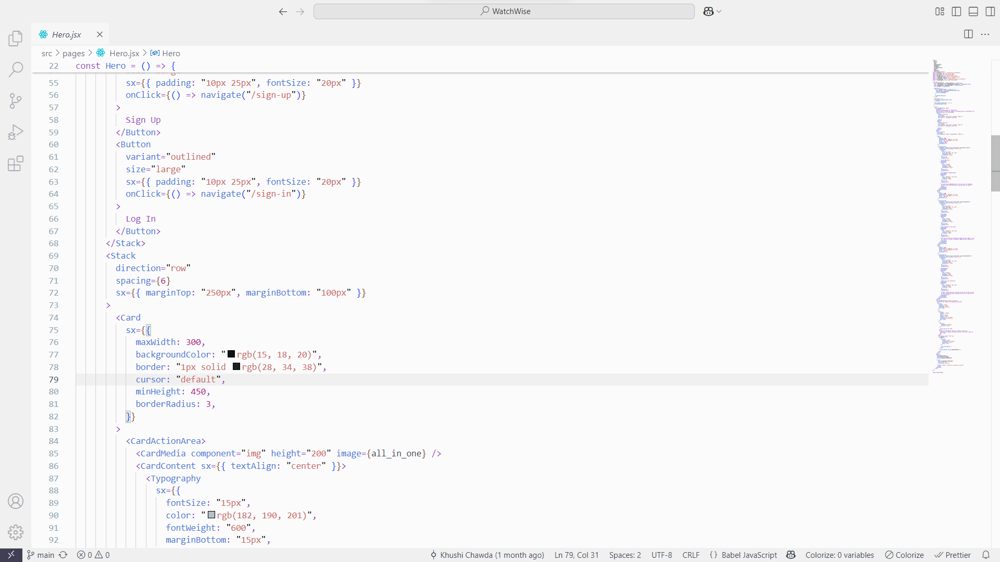 WatchWise
Hero.jsx
src > pages > Hero.jsx > Hero
22 const Hero = () => {
55 sx={{ padding: "10px 25px", fontSize: "20px" }}
56 onClick={() => navigate("/sign-up")}
57 >
58 Sign Up
59 </Button>
60 <Button
61 variant="outlined"
62 size="large"
63 sx={{ padding: "10px 25px", fontSize: "20px" }}
64 onClick={() => navigate("/sign-in")}
65 >
66 Log In
67 </Button>
68 </Stack>
69 <Stack
70 direction="row"
71 spacing={6}
72 sx={{ marginTop: "250px", marginBottom: "100px" }}
73 >
74 <Card
75 sx={{
76 maxWidth: 300,
77 backgroundColor: "rgb(15, 18, 20)",
78 border: "1px solid rgb(28, 34, 38)",
79 cursor: "default",
80 minHeight: 450,
81 borderRadius: 3,
82 }}
83 >
84 <CardActionArea>
85 <CardMedia component="img" height="200" image={all_in_one} />
86 <CardContent sx={{ textAlign: "center" }}>
87 <Typography
88 sx={{
89 fontSize: "15px",
90 color: "rgb(182, 190, 201)",
91 fontWeight: "600",
92 marginBottom: "15px",
main 0 0 Khushi Chawda (1 month ago) Ln 79, Col 31 Spaces: 2 UTF-8 CRLF {} Babel JavaScript Colorize: 0 variables Colorize Prettier